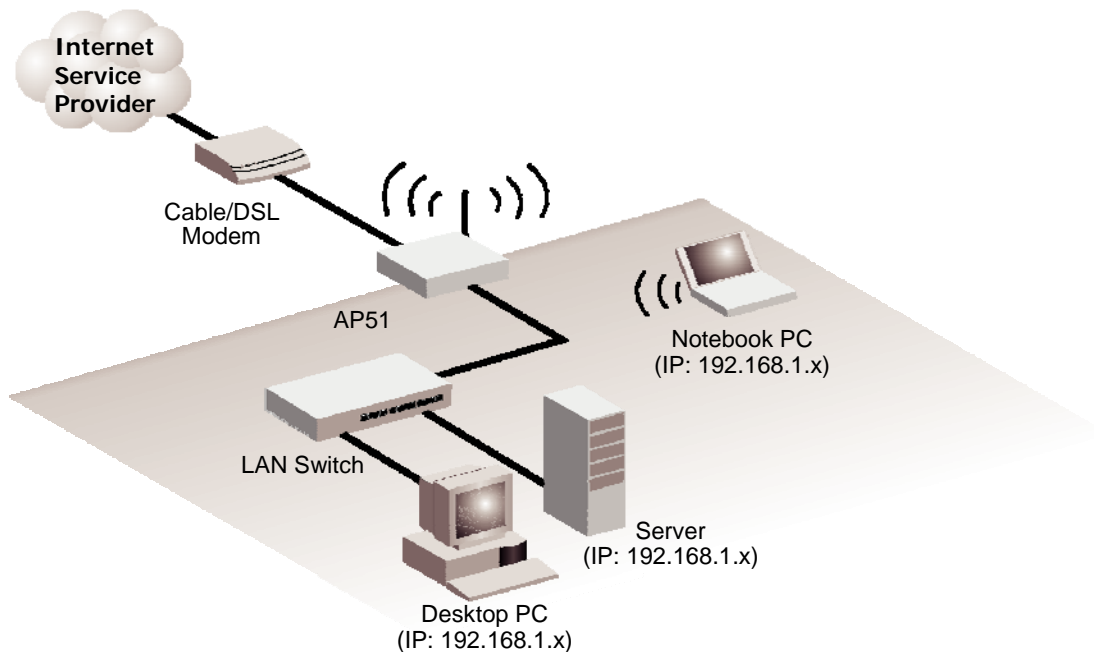 Internet
Service
Provider
Cable/DSL
Modem
AP51
Notebook PC
(IP: 192.168.1.x)
LAN Switch
Server
(IP: 192.168.1.x)
Desktop PC
(IP: 192.168.1.x)